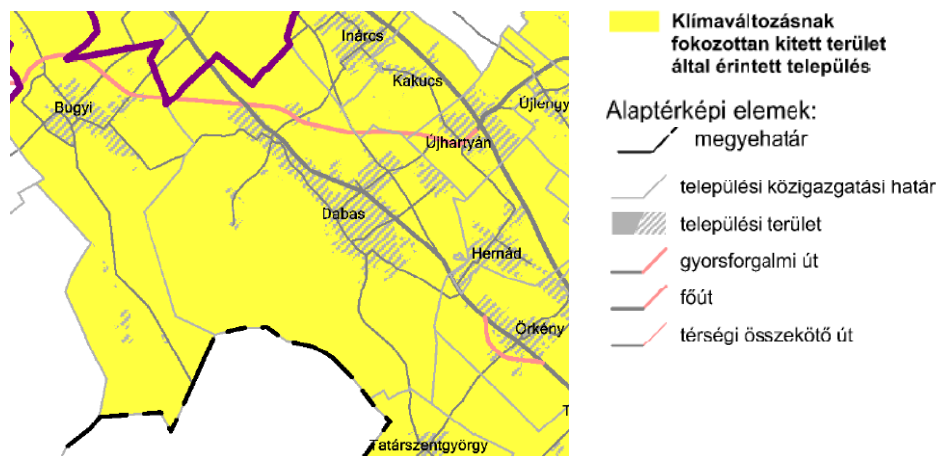 Inárcs
Kakucs
Bugyi
Újlengy
Újhartyán
Dabas
Hernád
Örkény
T
Tatárszentgyörgy
Klímaváltozásnak
fokozottan kitett terület
által érintett település
Alaptérképi elemek:
megyehatár
települési közigazgatási határ
települési terület
gyorsforgalmi út
főút
térségi összekötő út